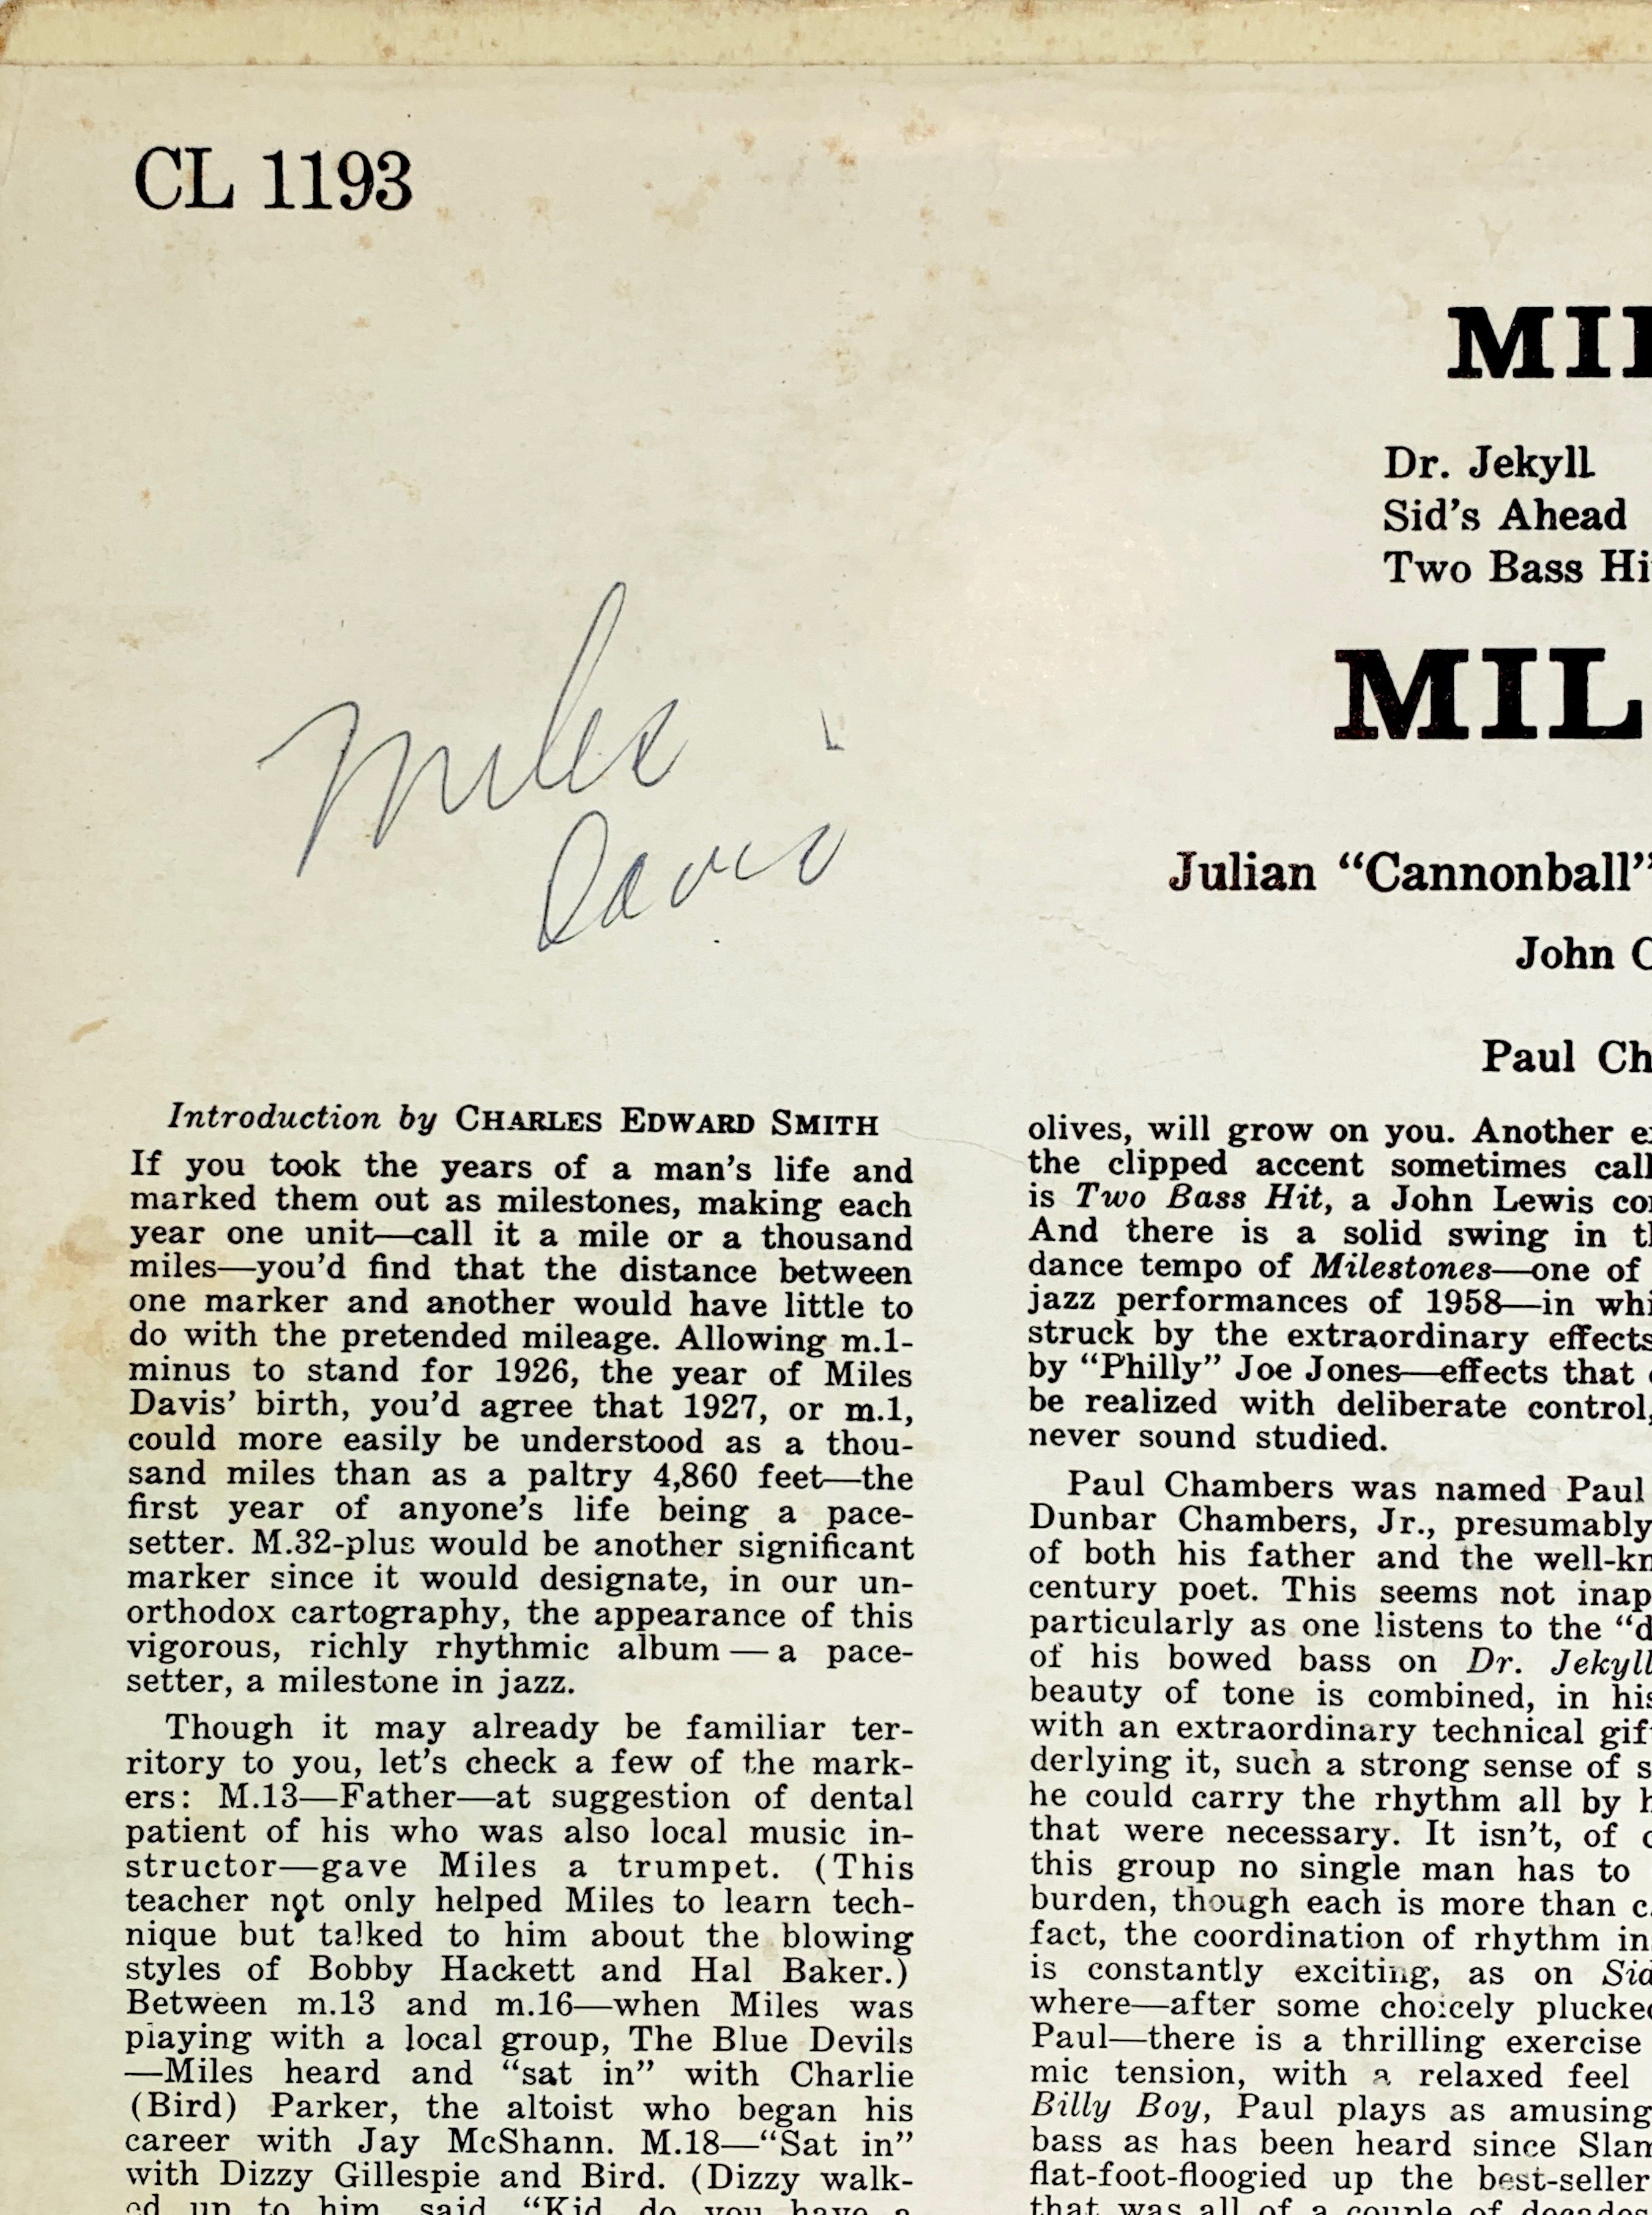 CL 1193
Dr. Jekyll
Sid's Ahead
Two Bass
MIL
Miles
Davis
Julian “Cannonball”
John
Paul
Introduction by CHARLES EDWARD SMITH
If you took the years of a man's life and
marked them out as milestones, making each
year one unit—call it a mile or a thousand
miles—you'd find that the distance between
one marker and another would have little to
do with the pretended mileage. Allowing m.1-
minus to stand for 1926, the year of Miles
Davis' birth, you'd agree that 1927, or m.1,
could more easily be understood as a thou-
sand miles than as a paltry 4,860 feet—the
first year of anyone's life being a pace-
setter. M.32-plus would be another significant
marker since it would designate, in our un-
orthodox cartography, the appearance of this
vigorous, richly rhythmic album — a pace-
setter, a milestone in jazz.
Though it may already be familiar ter-
ritory to you, let's check a few of the mark-
ers: M.13—Father—at suggestion of dental
patient of his who was also local music in-
structor—gave Miles a trumpet. (This
teacher not only helped Miles to learn tech-
nique but talked to him about the blowing
styles of Bobby Hackett and Hal Baker.)
Between m.13 and m.16—when Miles was
playing with a local group, The Blue Devils
—Miles heard and “sat in” with Charlie
(Bird) Parker, the altoist who began his
career with Jay McShann. M.18—“Sat in”
with Dizzy Gillespie and Bird. (Dizzy walk-
ed up to him, said, “Kid, do you have a
olives, will grow on you. Another
the clipped accent sometimes
is Two Bass Hit, a John Lewis
And there is a solid swing in
dance tempo of Milestones—one of
jazz performances of 1958—in
struck by the extraordinary effects
by “Philly” Joe Jones—effects that
be realized with deliberate control,
never sound studied.
Paul Chambers was named Paul
Dunbar Chambers, Jr., presumably
of both his father and the
century poet. This seems not
particularly as one listens to the
of his bowed bass on Dr. Jekyll
beauty of tone is combined, in his
with an extraordinary technical
derlying it, such a strong sense of
he could carry the rhythm all by
that were necessary. It isn't, of
this group no single man has to
burden, though each is more than
fact, the coordination of rhythm in
is constantly exciting, as on
where—after some choicely plucked
Paul—there is a thrilling exercise
mic tension, with a relaxed feel
Billy Boy, Paul plays as amusing
bass as has been heard since
flat-foot-floogied up the best-seller
that was all of a couple of decades